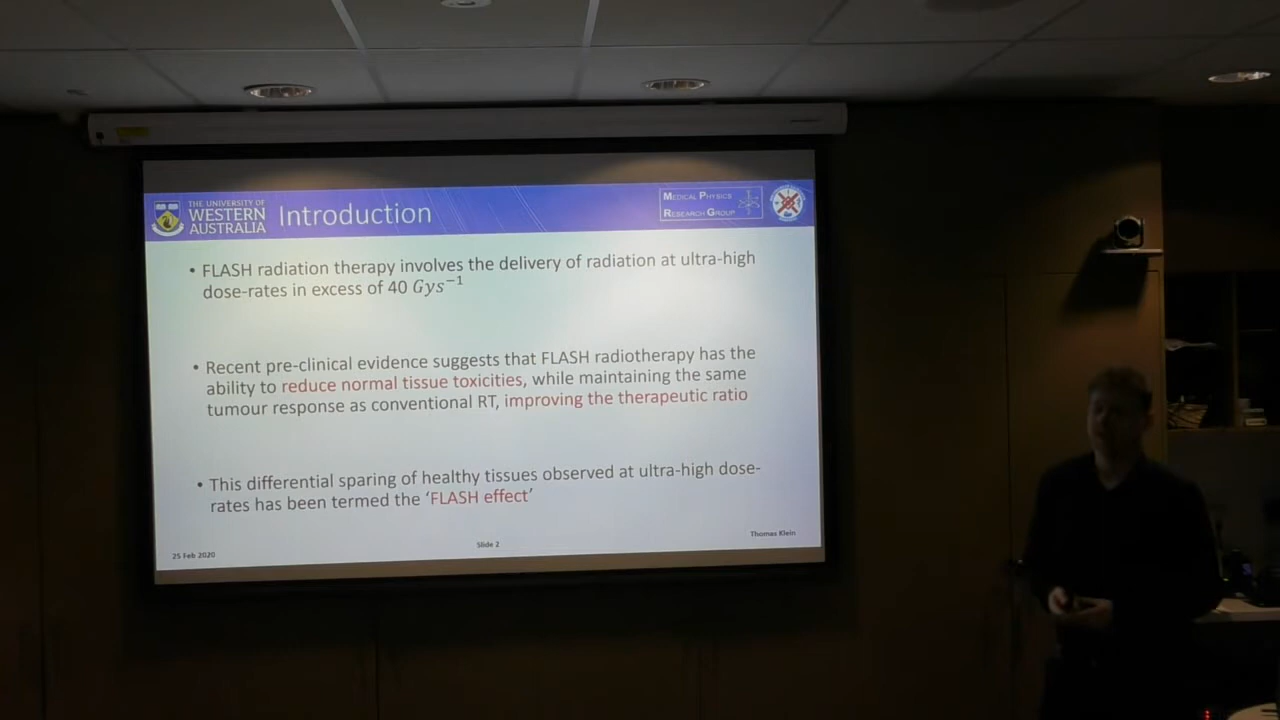 THE UNIVERSITY OF
WESTERN
AUSTRALIA
Introduction
MEDICAL PHYSICS
RESEARCH GROUP
• FLASH radiation therapy involves the delivery of radiation at ultra-high
dose-rates in excess of 40 Gys⁻¹
• Recent pre-clinical evidence suggests that FLASH radiotherapy has the
ability to reduce normal tissue toxicities, while maintaining the same
tumour response as conventional RT, improving the therapeutic ratio
• This differential sparing of healthy tissues observed at ultra-high dose-
rates has been termed the ‘FLASH effect’
25 Feb 2020
Slide 2
Thomas Klein